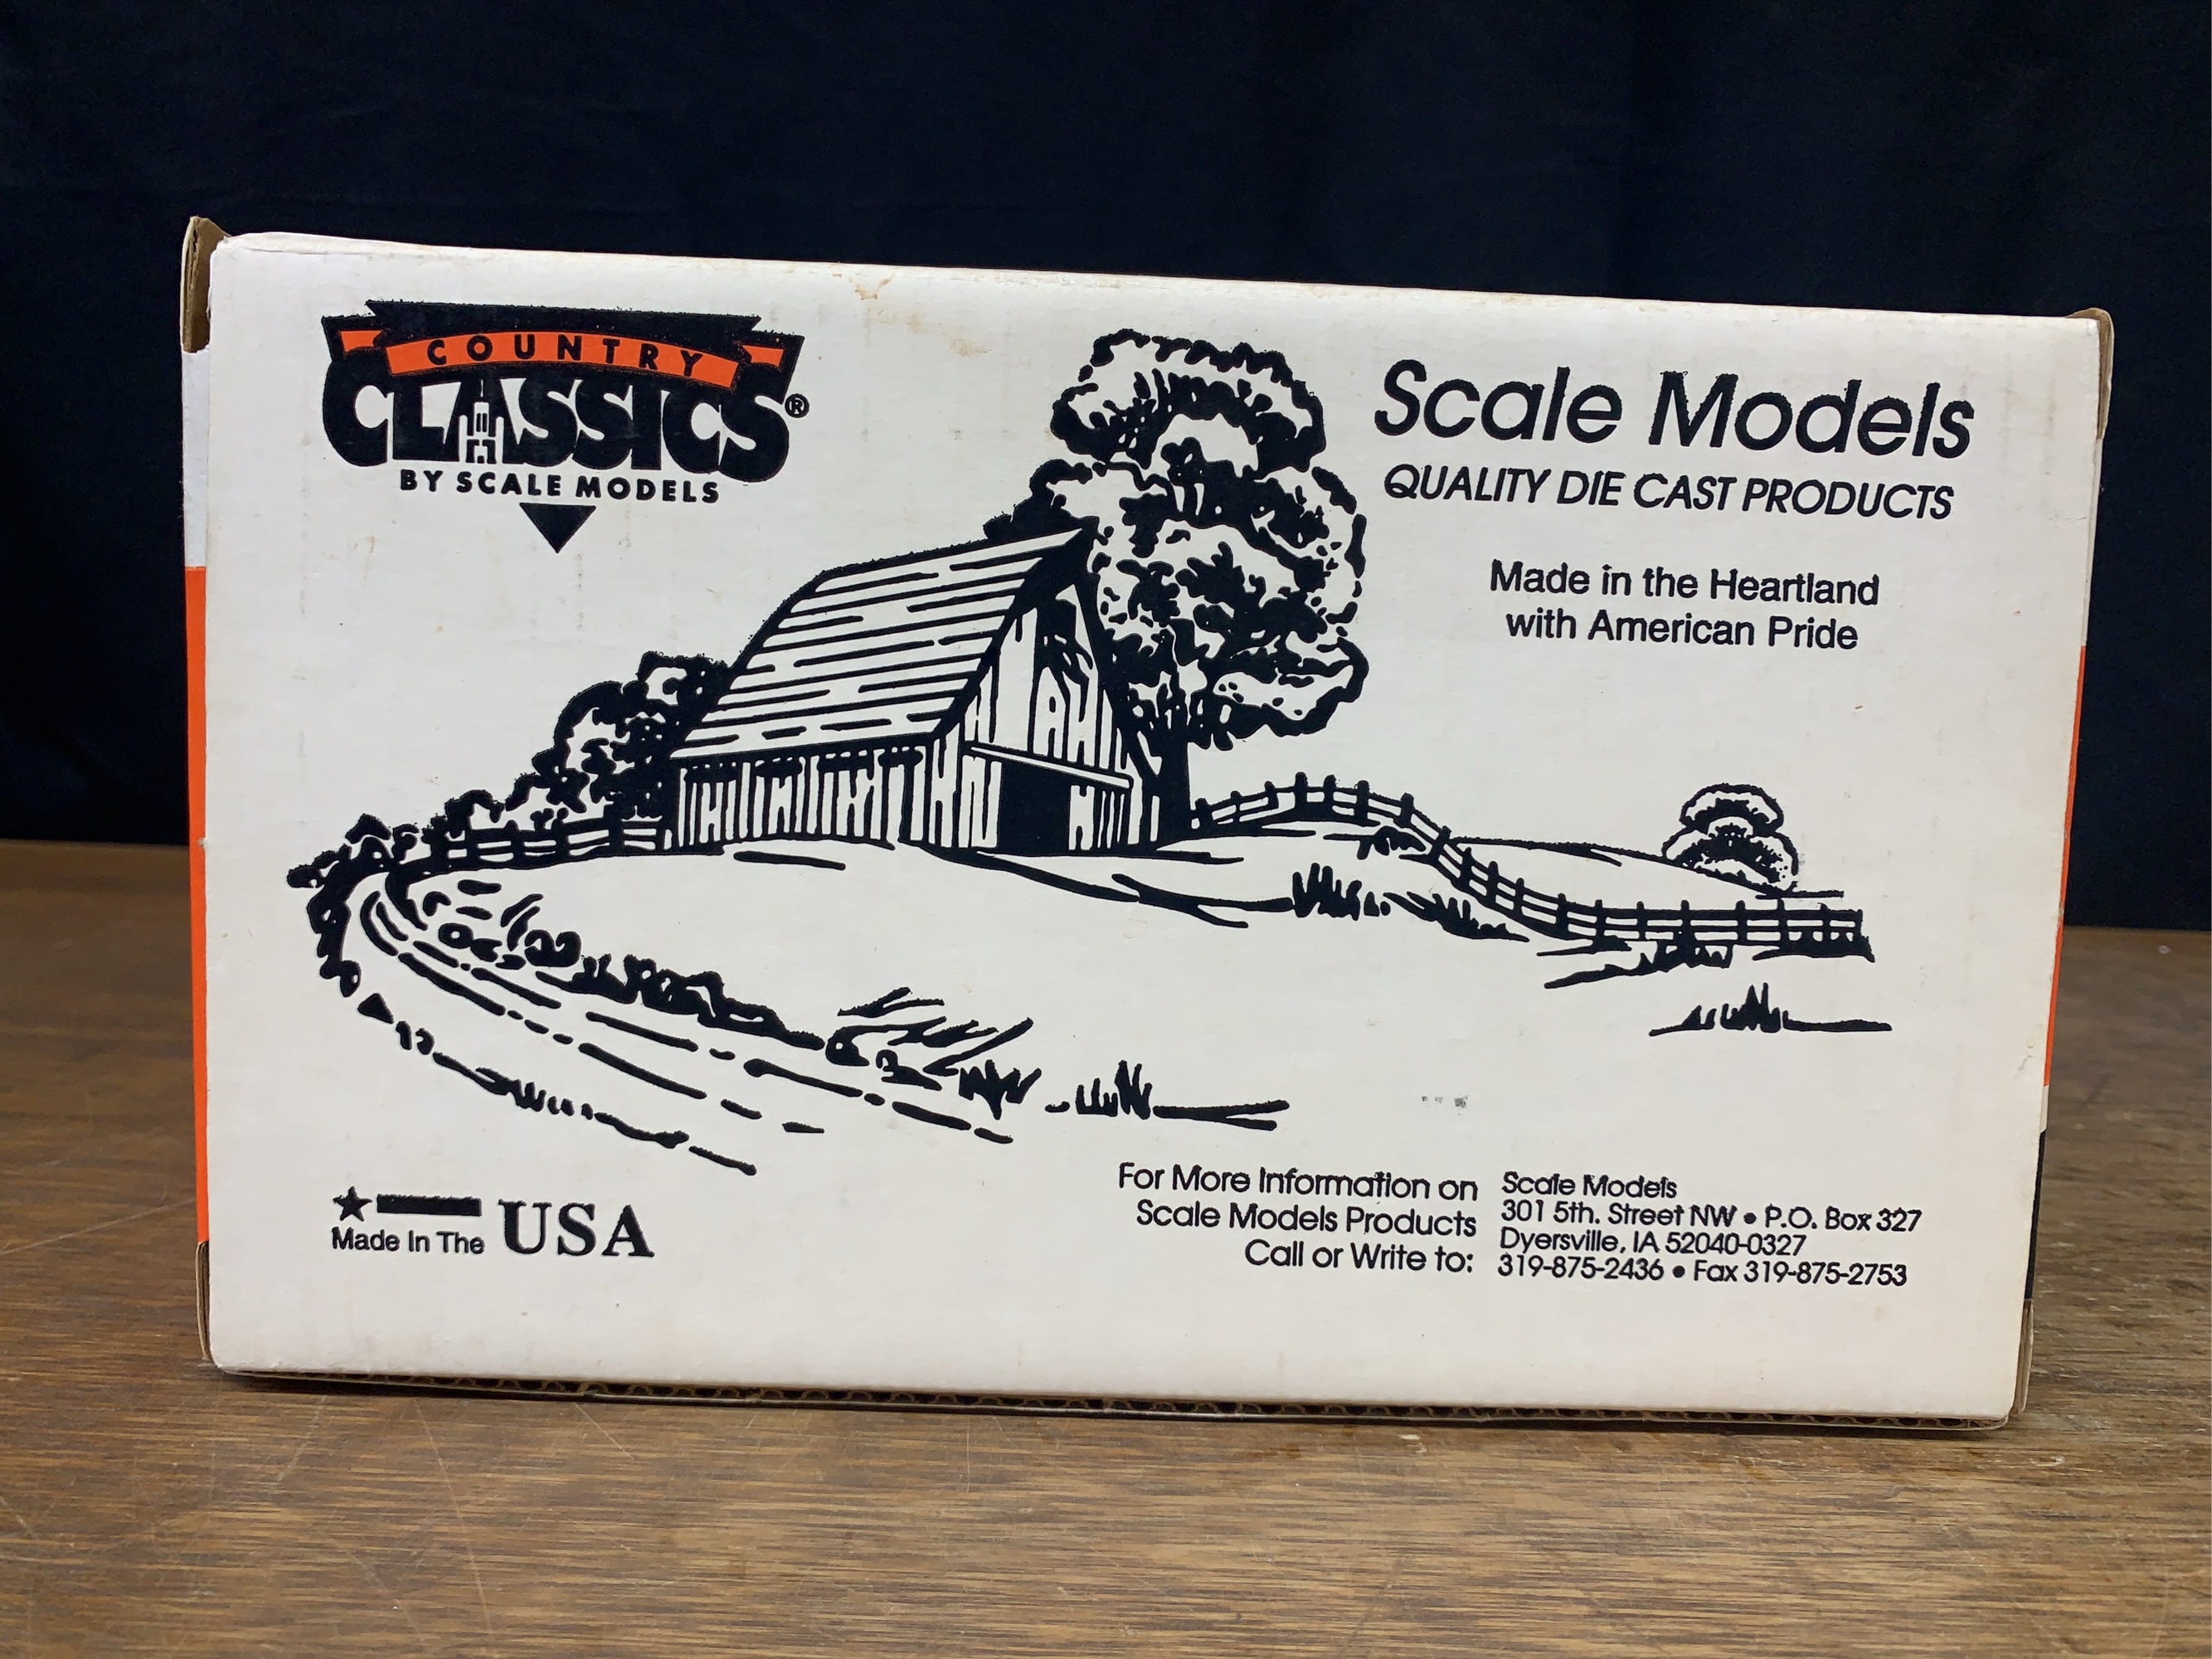 COUNTRY
CLASSICS®
BY SCALE MODELS
Scale Models
QUALITY DIE CAST PRODUCTS
Made in the Heartland
with American Pride
Made In The USA
For More Information on
Scale Models Products
Call or Write to:
Scale Models
301 5th. Street NW • P.O. Box 327
Dyersville, IA 52040-0327
319-875-2436 • Fax 319-875-2753